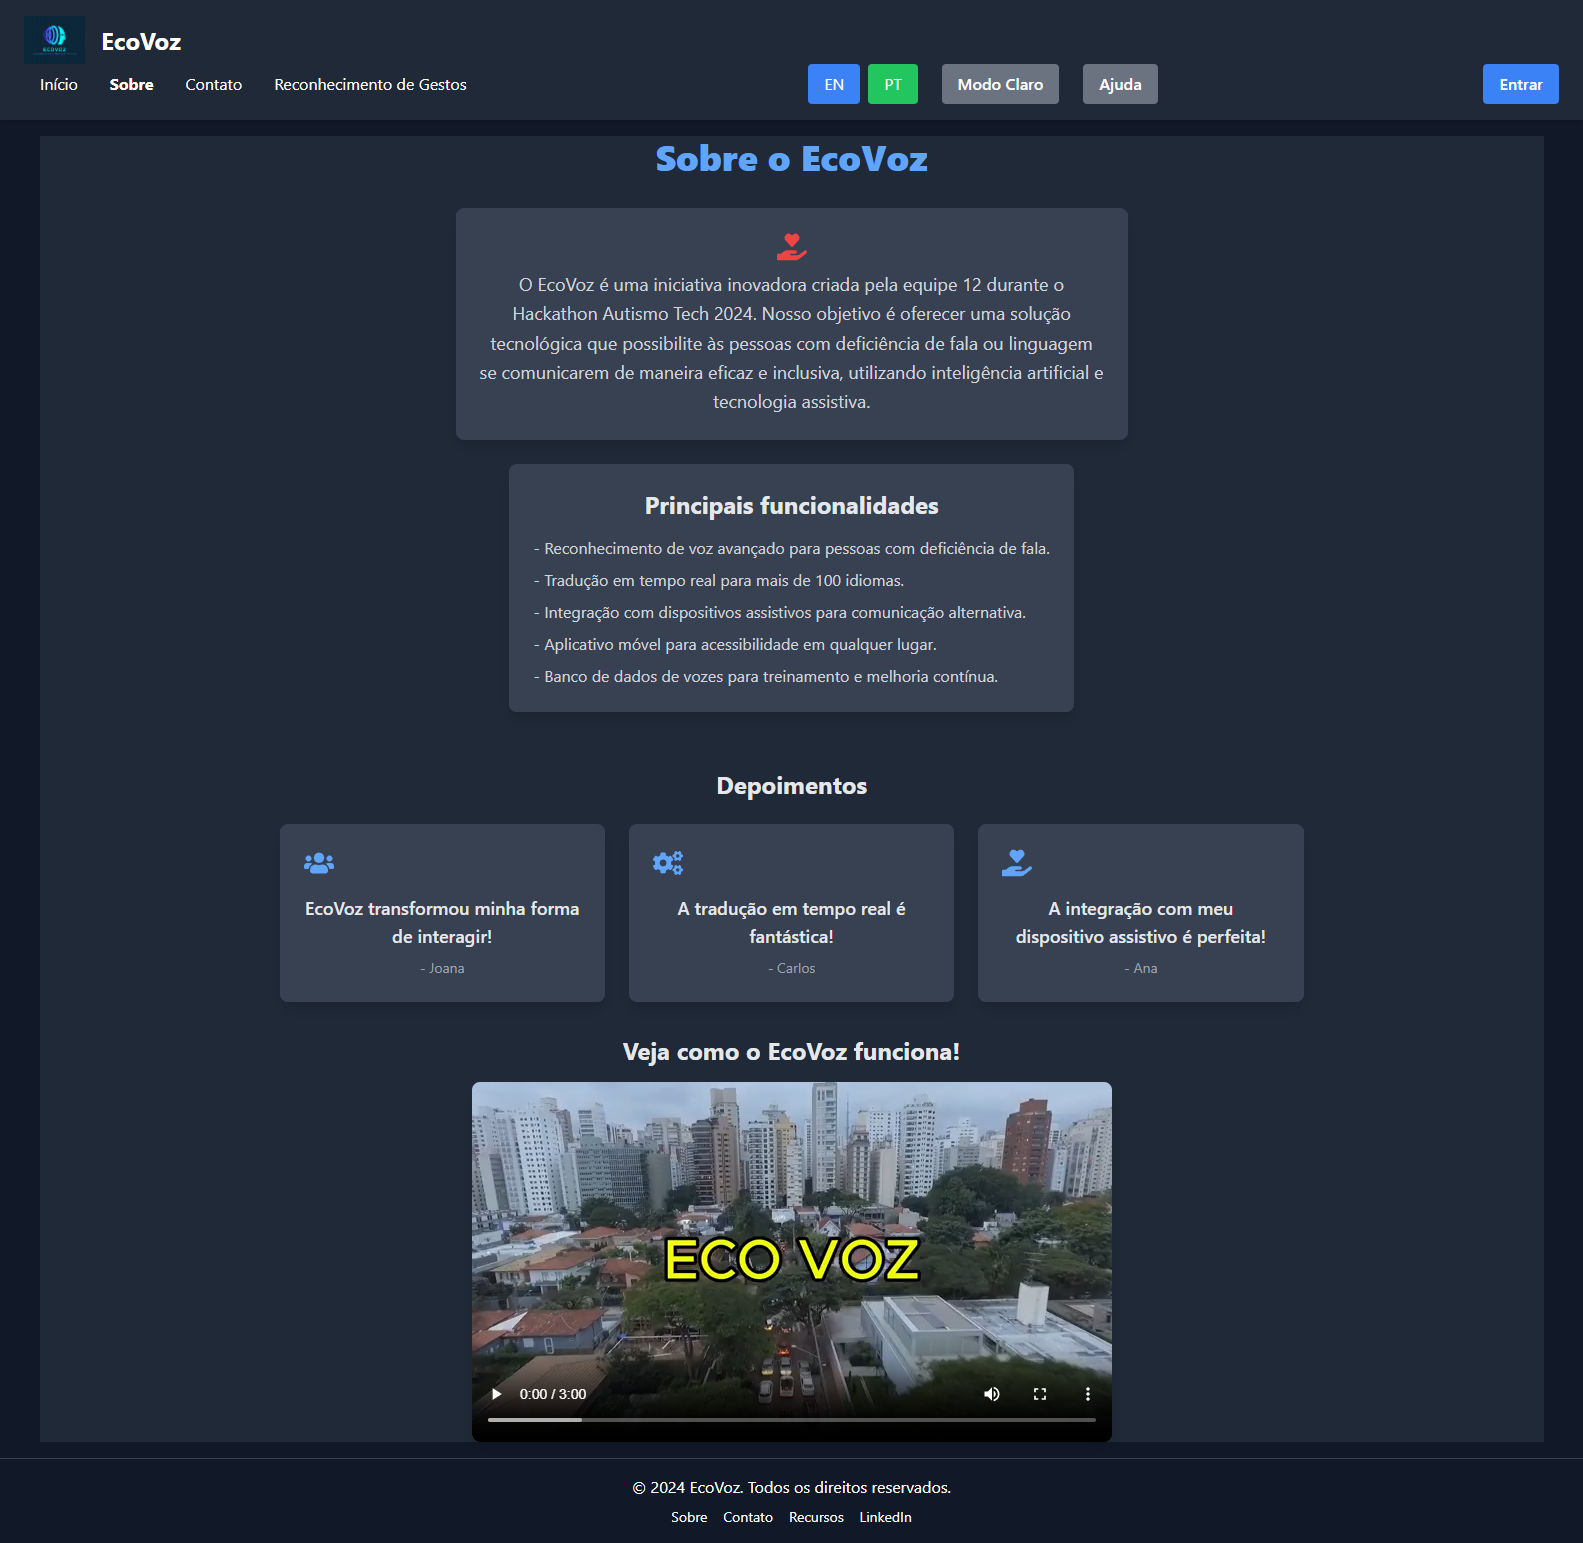 ECOVOZ
EcoVoz
Início Sobre Contato Reconhecimento de Gestos EN PT Modo Claro Ajuda Entrar
Sobre o EcoVoz
O EcoVoz é uma iniciativa inovadora criada pela equipe 12 durante o
Hackathon Autismo Tech 2024. Nosso objetivo é oferecer uma solução
tecnológica que possibilite às pessoas com deficiência de fala ou linguagem
se comunicarem de maneira eficaz e inclusiva, utilizando inteligência artificial e
tecnologia assistiva.
Principais funcionalidades
- Reconhecimento de voz avançado para pessoas com deficiência de fala.
- Tradução em tempo real para mais de 100 idiomas.
- Integração com dispositivos assistivos para comunicação alternativa.
- Aplicativo móvel para acessibilidade em qualquer lugar.
- Banco de dados de vozes para treinamento e melhoria contínua.
Depoimentos
EcoVoz transformou minha forma
de interagir!
- Joana
A tradução em tempo real é
fantástica!
- Carlos
A integração com meu
dispositivo assistivo é perfeita!
- Ana
Veja como o EcoVoz funciona!
ECO VOZ
0:00 / 3:00
© 2024 EcoVoz. Todos os direitos reservados.
Sobre Contato Recursos LinkedIn